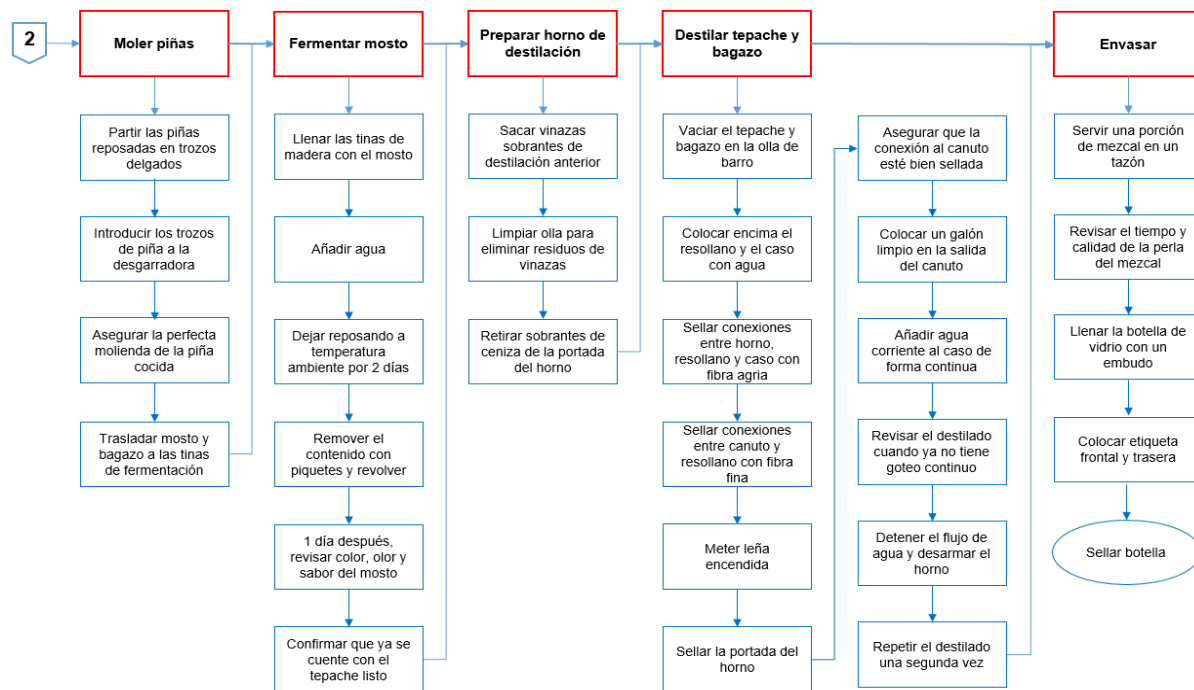 2
Moler piñas
Partir las piñas
reposadas en trozos
delgados
Introducir los trozos
de piña a la
desgarradora
Asegurar la perfecta
molienda de la piña
cocida
Trasladar mosto y
bagazo a las tinas
de fermentación
Fermentar mosto
Llenar las tinas de
madera con el mosto
Añadir agua
Dejar reposando a
temperatura
ambiente por 2 días
Remover el
contenido con
piquetes y revolver
1 día después,
revisar color, olor y
sabor del mosto
Confirmar que ya se
cuente con el
tepache listo
Preparar horno de
destilación
Sacar vinazas
sobrantes de
destilación anterior
Limpiar olla para
eliminar residuos de
vinazas
Retirar sobrantes de
ceniza de la portada
del horno
Destilar tepache y
bagazo
Vaciar el tepache y
bagazo en la olla de
barro
Colocar encima el
resollano y el caso
con agua
Sellar conexiones
entre horno,
resollano y caso con
fibra agria
Sellar conexiones
entre canuto y
resollano con fibra
fina
Meter leña
encendida
Sellar la portada del
horno
Asegurar que la
conexión al canuto
esté bien sellada
Colocar un galón
limpio en la salida
del canuto
Añadir agua
corriente al caso de
forma continua
Revisar el destilado
cuando ya no tiene
goteo continuo
Detener el flujo de
agua y desarmar el
horno
Repetir el destilado
una segunda vez
Envasar
Servir una porción
de mezcal en un
tazón
Revisar el tiempo y
calidad de la perla
del mezcal
Llenar la botella de
vidrio con un
embudo
Colocar etiqueta
frontal y trasera
Sellar botella